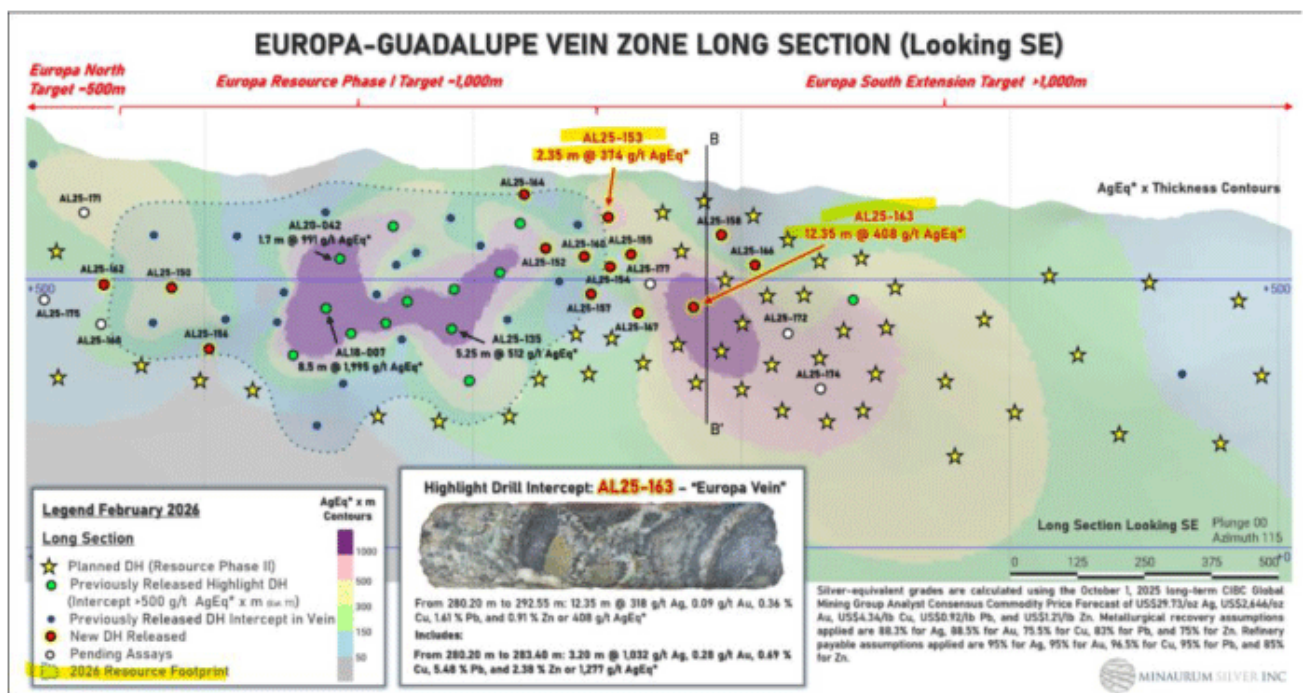 EUROPA-GUADALUPE VEIN ZONE LONG SECTION (Looking SE)
Europa North
Target ~500m
Europa Resource Phase I Target ~1,000m
Europa South Extension Target >1,000m
AL25-153
2.35 m @ 374 g/t AgEq*
B
AgEq* x Thickness Contours
AL25-171
AL25-164
AL20-042
1.7 m @ 991 g/t AgEq*
AL25-158
AL25-163
12.35 m @ 408 g/t AgEq*
AL25-160
AL25-155
AL25-152
AL25-166
AL25-162
AL25-150
AL25-154
AL25-177
+500
+500
AL25-175
AL25-157
AL25-168
AL25-156
AL25-167
AL25-172
AL25-135
5.25 m @ 512 g/t AgEq*
AL18-007
8.5 m @ 1,995 g/t AgEq*
AL25-174
B'
Legend February 2026
Long Section
Planned DH (Resource Phase II)
Previously Released Highlight DH
(Intercept >500 g/t AgEq* x m
Previously Released DH Intercept in Vein
New DH Released
Pending Assays
2026 Resource Footprint
AgEq* x m
Contours
1000
500
300
150
50
Highlight Drill Intercept: AL25-163 – "Europa Vein"
From 280.20 m to 292.55 m: 12.35 m @ 318 g/t Ag, 0.09 g/t Au, 0.36 %
Cu, 1.61 % Pb, and 0.91 % Zn or 408 g/t AgEq*
Includes:
From 280.20 m to 283.40 m: 3.20 m @ 1,032 g/t Ag, 0.28 g/t Au, 0.69 %
Cu, 5.48 % Pb, and 2.38 % Zn or 1,277 g/t AgEq*
Long Section Looking SE
Plunge 00
Azimuth 115
+0
0 125 250 375 500
Silver-equivalent grades are calculated using the October 1, 2025 long-term CIBC Global
Mining Group Analyst Consensus Commodity Price Forecast of US$29.73/oz Ag, US$2,646/oz
Au, US$4.34/lb Cu, US$0.92/lb Pb, and US$1.21/lb Zn. Metallurgical recovery assumptions
applied are 88.3% for Ag, 88.5% for Au, 75.5% for Cu, 83% for Pb, and 75% for Zn. Refinery
payable assumptions applied are 95% for Ag, 95% for Au, 96.5% for Cu, 95% for Pb, and 85%
for Zn.
MINAURUM SILVER INC